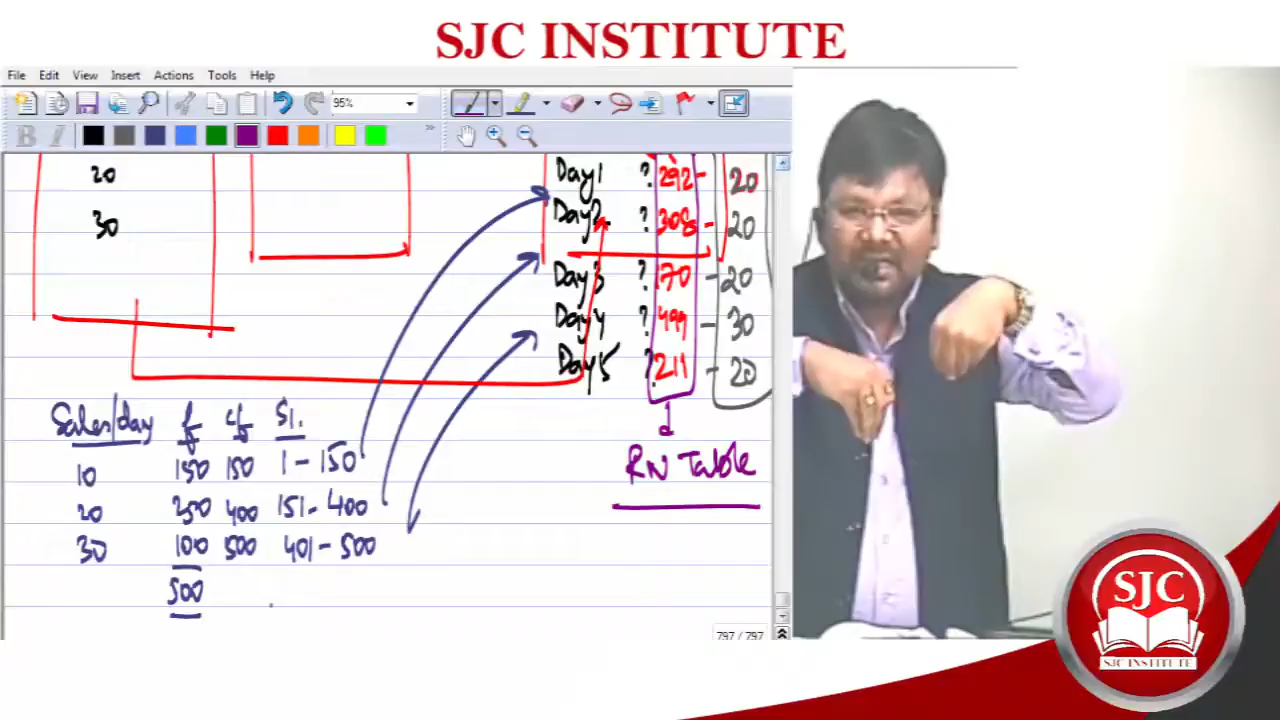 SJC INSTITUTE
File Edit View Insert Actions Tools Help
95%
B I
20
30
Day1 ? 292 - 20
Day2 ? 308 - 20
Day3 ? 170 - 20
Day4 ? 499 - 30
Day5 ? 211 - 20
RN Table
Sales/day f cf SI.
10 150 150 1 - 150
20 250 400 151 - 400
30 100 500 401 - 500
500
797 / 797
SJC
SJC INSTITUTE